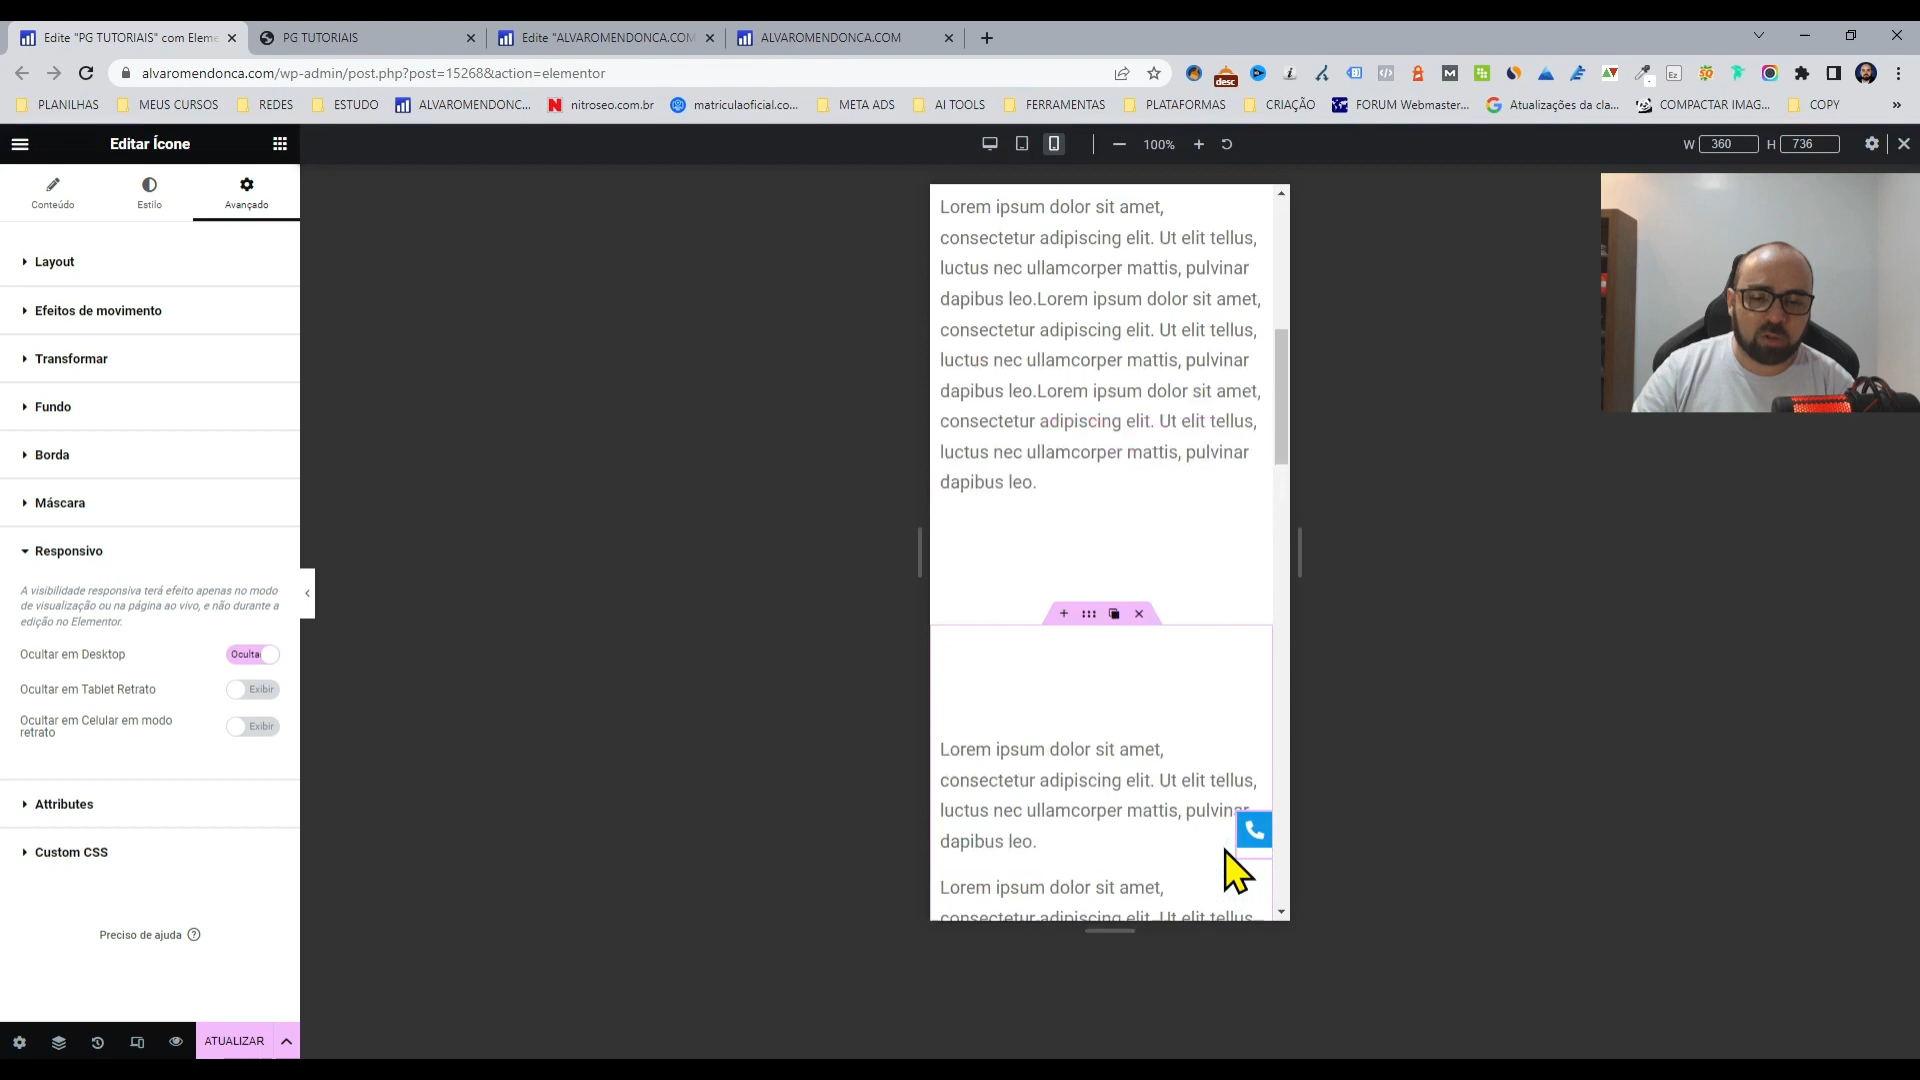 Edite "PG TUTORIAIS" com Eleme
PG TUTORIAIS
Edite "ALVAROMENDONCA.COM
ALVAROMENDONCA.COM
alvaromendonca.com/wp-admin/post.php?post=15268&action=elementor
desc
Ez
PLANILHAS
MEUS CURSOS
REDES
ESTUDO
ALVAROMENDONC...
nitroseo.com.br
matriculaoficial.co...
META ADS
AI TOOLS
FERRAMENTAS
PLATAFORMAS
CRIAÇÃO
FORUM Webmaster...
Atualizações da cla...
COMPACTAR IMAG...
COPY
»
Editar Ícone
100%
W 360
H 736
Conteúdo
Estilo
Avançado
Layout
Efeitos de movimento
Transformar
Fundo
Borda
Máscara
Responsivo
A visibilidade responsiva terá efeito apenas no modo
de visualização ou na página ao vivo, e não durante a
edição no Elementor.
Ocultar em Desktop
Oculta
Ocultar em Tablet Retrato
Exibir
Ocultar em Celular em modo
retrato
Exibir
Attributes
Custom CSS
Preciso de ajuda
ATUALIZAR
Lorem ipsum dolor sit amet,
consectetur adipiscing elit. Ut elit tellus,
luctus nec ullamcorper mattis, pulvinar
dapibus leo.Lorem ipsum dolor sit amet,
consectetur adipiscing elit. Ut elit tellus,
luctus nec ullamcorper mattis, pulvinar
dapibus leo.Lorem ipsum dolor sit amet,
consectetur adipiscing elit. Ut elit tellus,
luctus nec ullamcorper mattis, pulvinar
dapibus leo.
Lorem ipsum dolor sit amet,
consectetur adipiscing elit. Ut elit tellus,
luctus nec ullamcorper mattis, pulvinar
dapibus leo.
Lorem ipsum dolor sit amet,
consectetur adipiscing elit. Ut elit tellus,